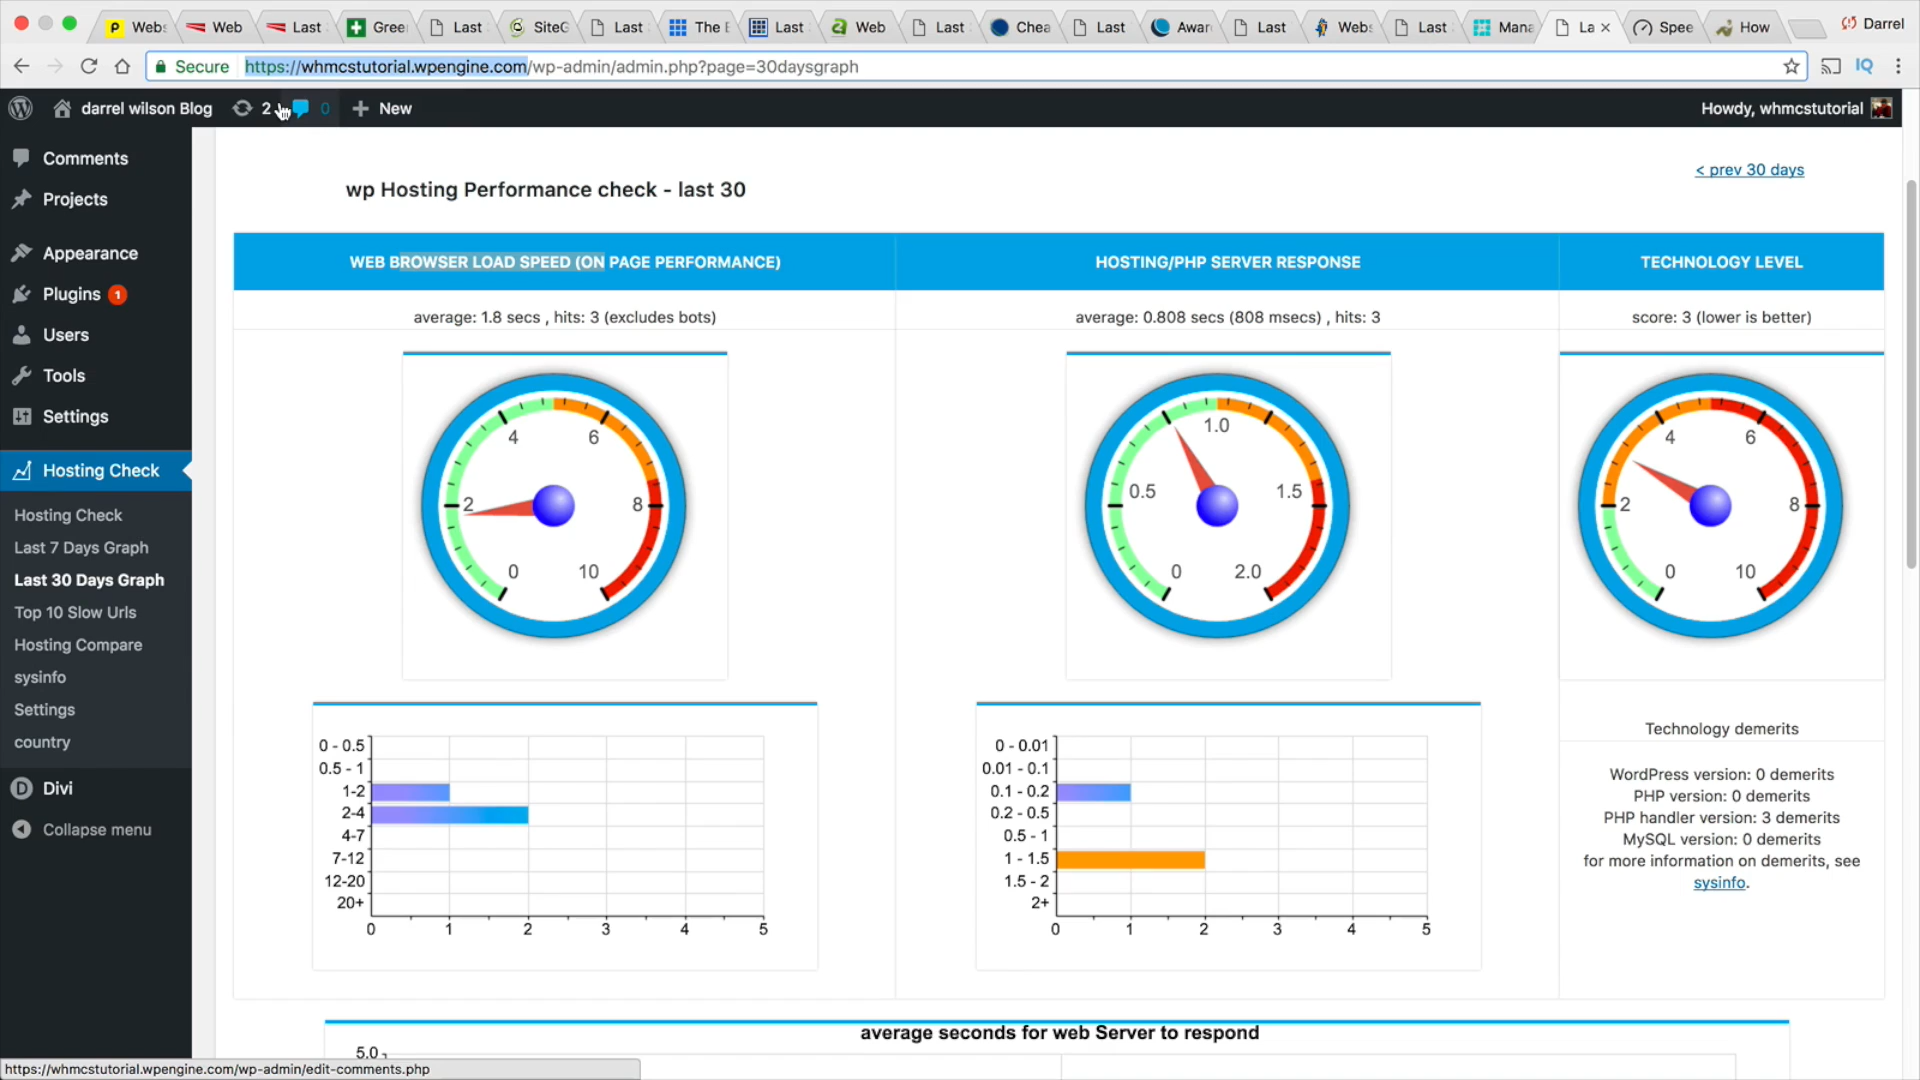 Webs
Web
Last
Gree
Last
SiteG
Last
The E
Last
Web
Last
Chea
Last
Awar
Last
Webs
Last
Mana
La
Spee
How
Darrel
Secure https://whmcstutorial.wpengine.com/wp-admin/admin.php?page=30daysgraph
IQ
darrel wilson Blog 2 0 New
Howdy, whmcstutorial
Comments
Projects
Appearance
Plugins 1
Users
Tools
Settings
Hosting Check
Hosting Check
Last 7 Days Graph
Last 30 Days Graph
Top 10 Slow Urls
Hosting Compare
sysinfo
Settings
country
Divi
Collapse menu
< prev 30 days
wp Hosting Performance check - last 30
WEB BROWSER LOAD SPEED (ON PAGE PERFORMANCE)
average: 1.8 secs , hits: 3 (excludes bots)
4 6
2 8
0 10
0 - 0.5
0.5 - 1
1-2
2-4
4-7
7-12
12-20
20+
0 1 2 3 4 5
HOSTING/PHP SERVER RESPONSE
average: 0.808 secs (808 msecs) , hits: 3
1.0
0.5 1.5
0 2.0
0 - 0.01
0.01 - 0.1
0.1 - 0.2
0.2 - 0.5
0.5 - 1
1 - 1.5
1.5 - 2
2+
0 1 2 3 4 5
TECHNOLOGY LEVEL
score: 3 (lower is better)
4 6
2 8
0 10
Technology demerits
WordPress version: 0 demerits
PHP version: 0 demerits
PHP handler version: 3 demerits
MySQL version: 0 demerits
for more information on demerits, see
sysinfo.
average seconds for web Server to respond
5.0
https://whmcstutorial.wpengine.com/wp-admin/edit-comments.php